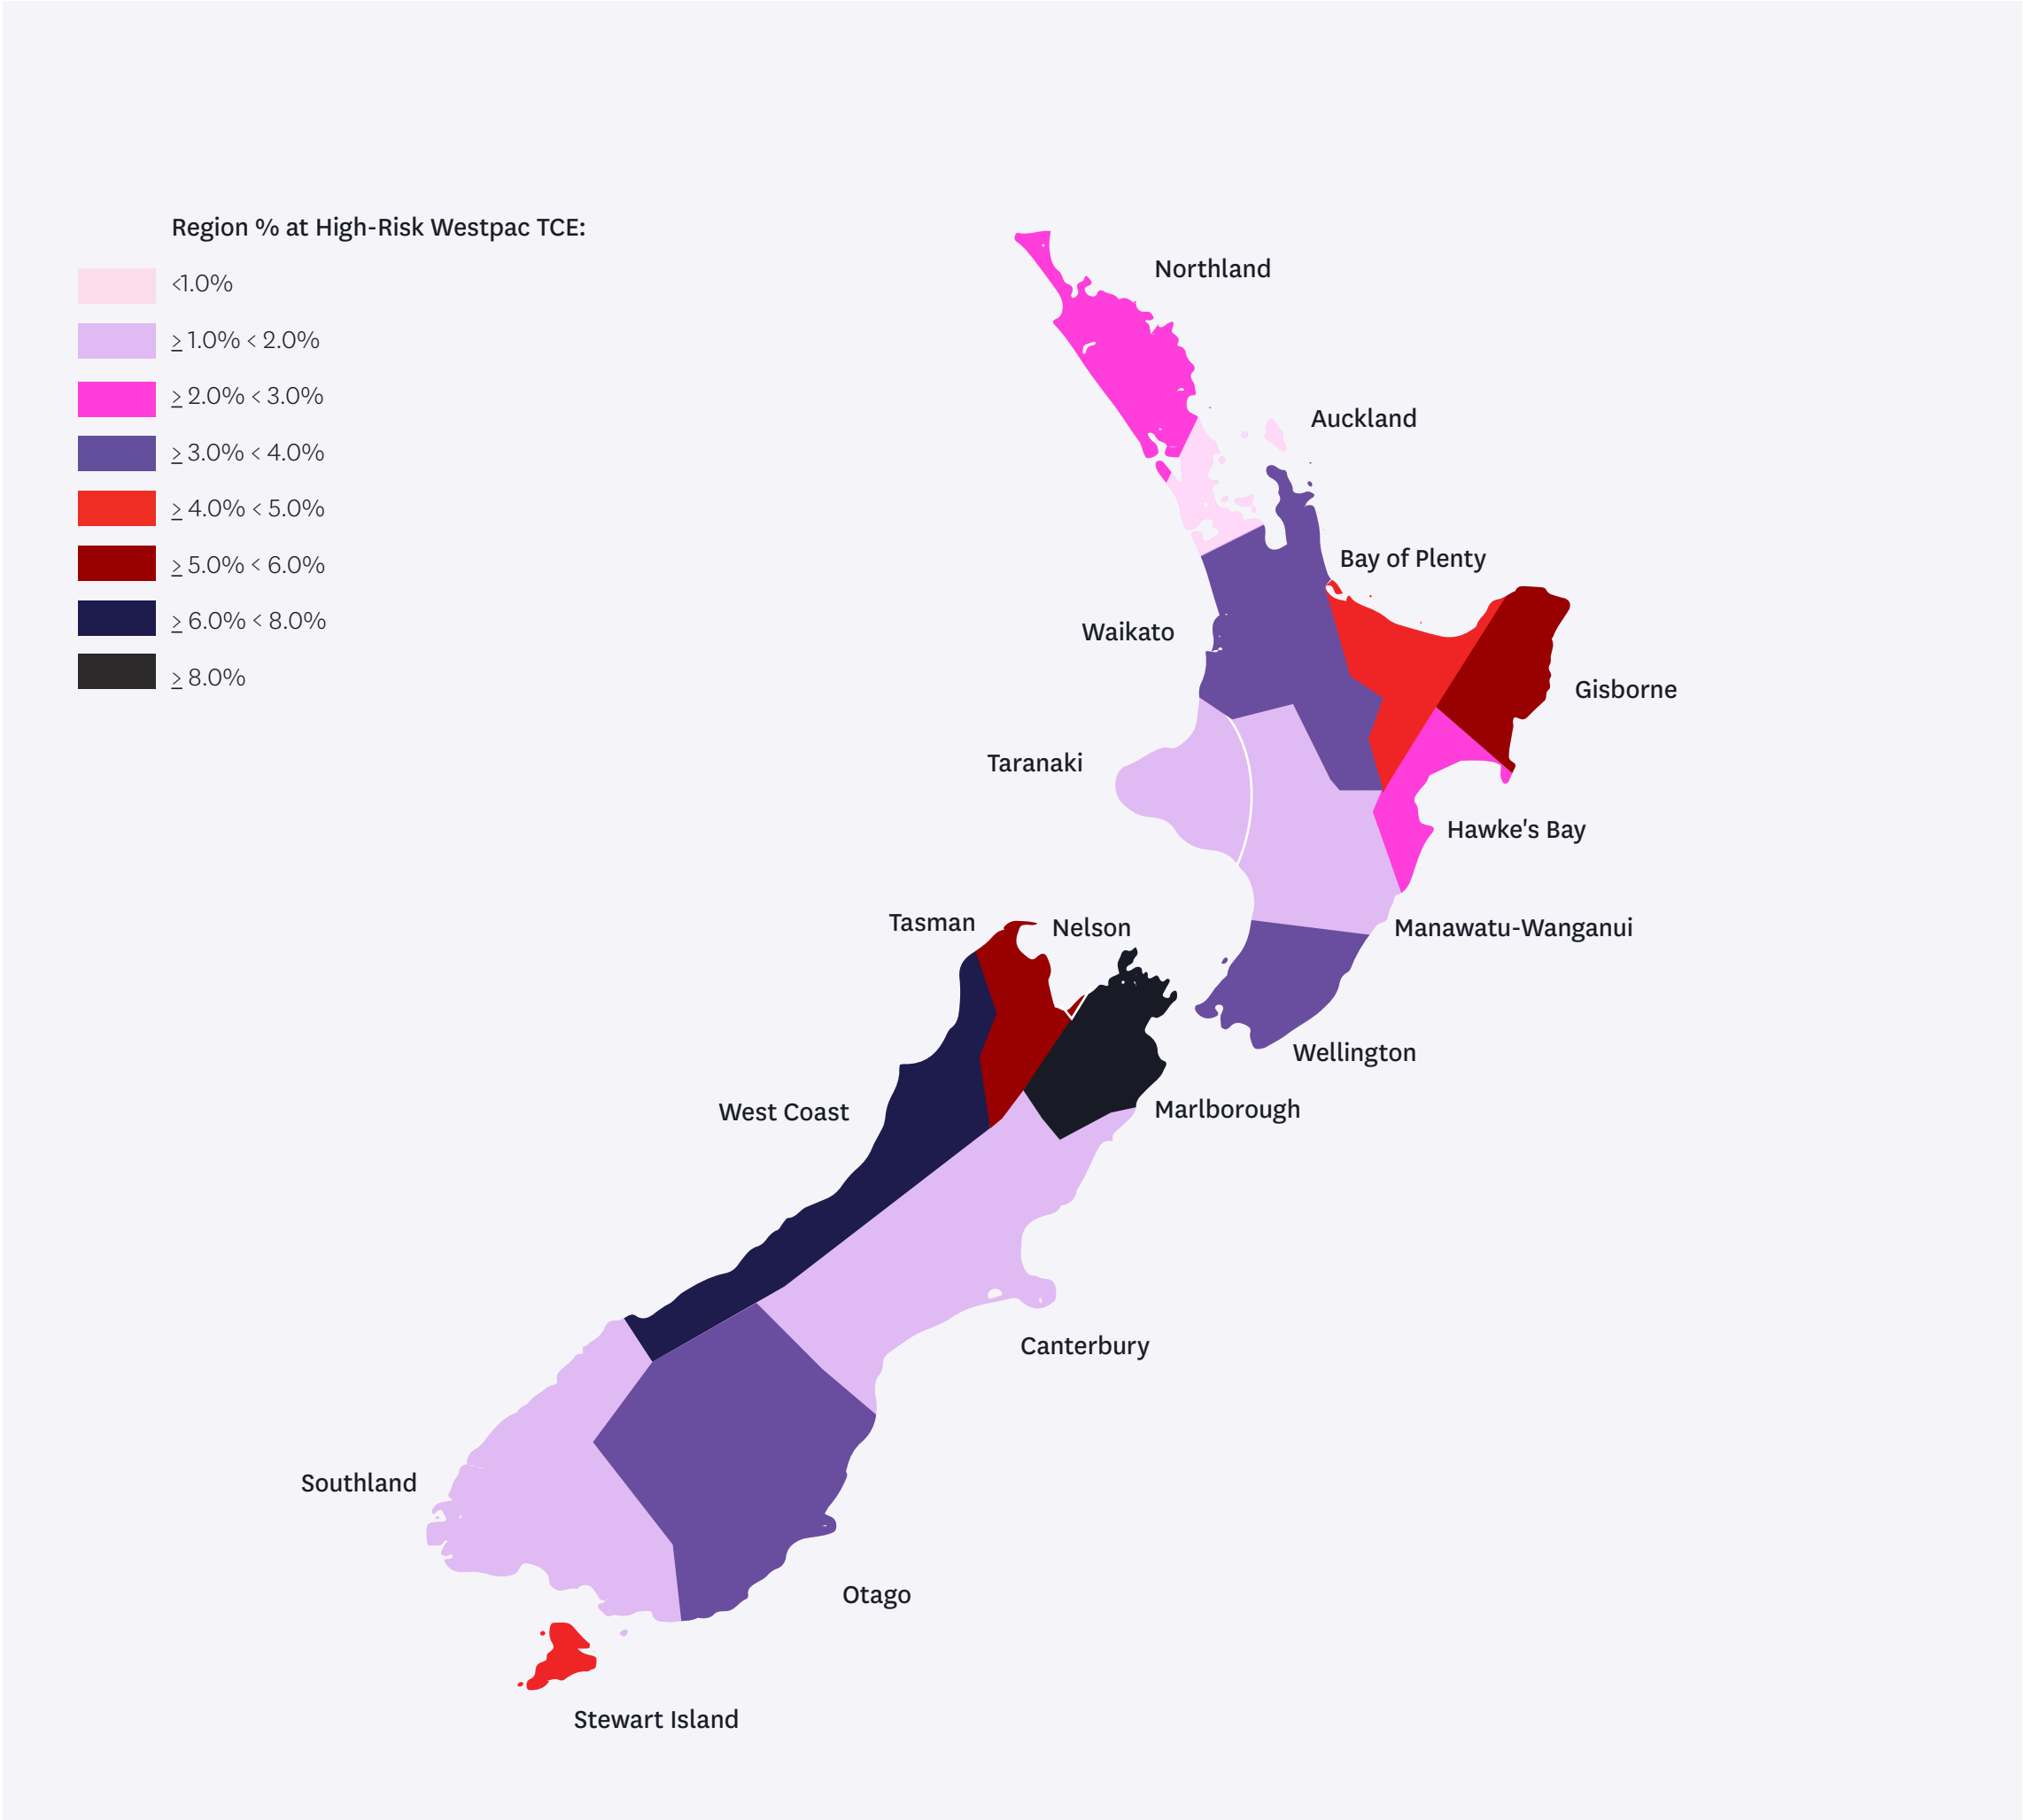 Region % at High-Risk Westpac TCE:
<1.0%
≥ 1.0% < 2.0%
≥ 2.0% < 3.0%
≥ 3.0% < 4.0%
≥ 4.0% < 5.0%
≥ 5.0% < 6.0%
≥ 6.0% < 8.0%
≥ 8.0%
Northland
Auckland
Bay of Plenty
Waikato
Gisborne
Taranaki
Hawke's Bay
Tasman
Nelson
Manawatu-Wanganui
Wellington
West Coast
Marlborough
Canterbury
Southland
Otago
Stewart Island